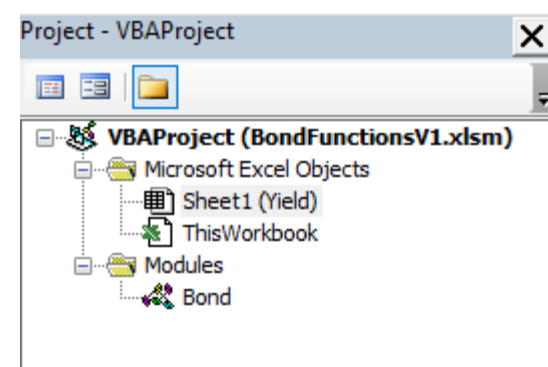 Project - VBAProject
VBAProject (BondFunctionsV1.xlsm)
Microsoft Excel Objects
Sheet1 (Yield)
ThisWorkbook
Modules
Bond